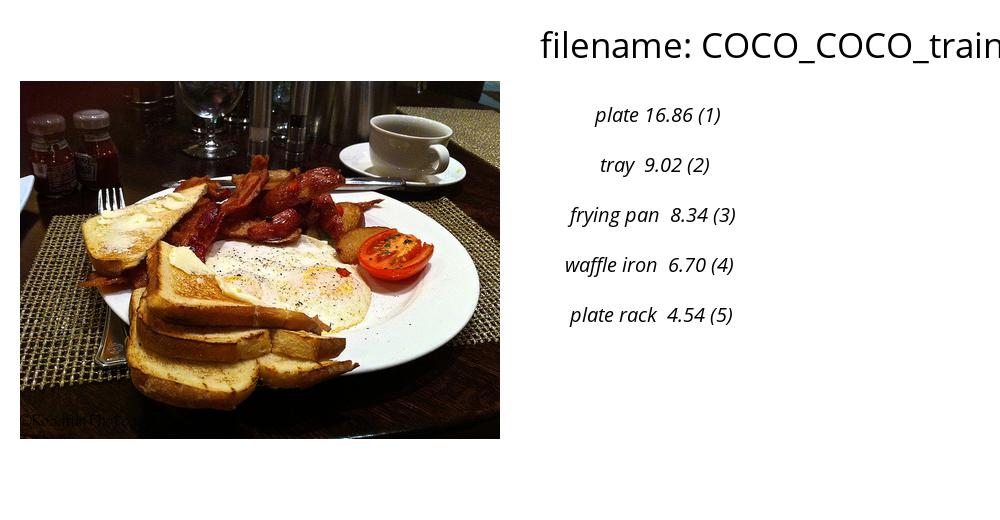 filename: COCO_COCO_train
plate 16.86 (1)
tray 9.02 (2)
frying pan 8.34 (3)
waffle iron 6.70 (4)
plate rack 4.54 (5)